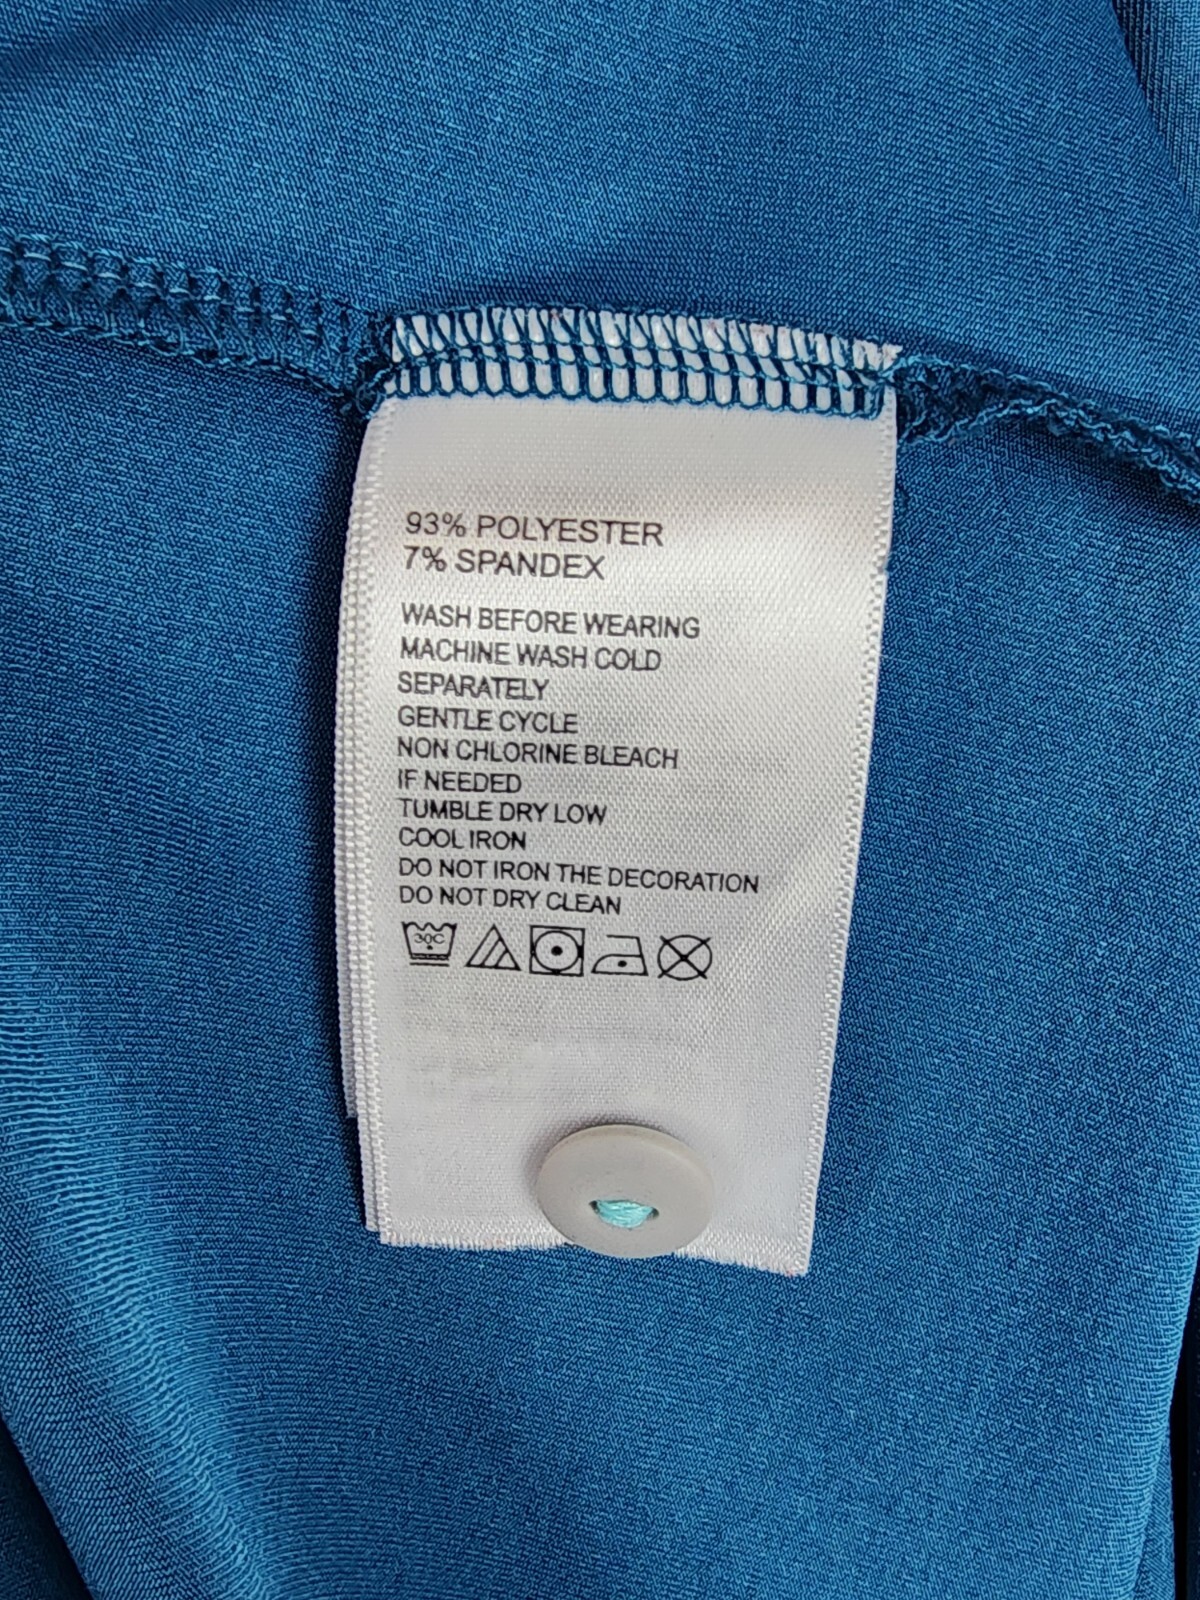 93% POLYESTER
7% SPANDEX
WASH BEFORE WEARING
MACHINE WASH COLD
SEPARATELY
GENTLE CYCLE
NON CHLORINE BLEACH
IF NEEDED
TUMBLE DRY LOW
COOL IRON
DO NOT IRON THE DECORATION
DO NOT DRY CLEAN
30C